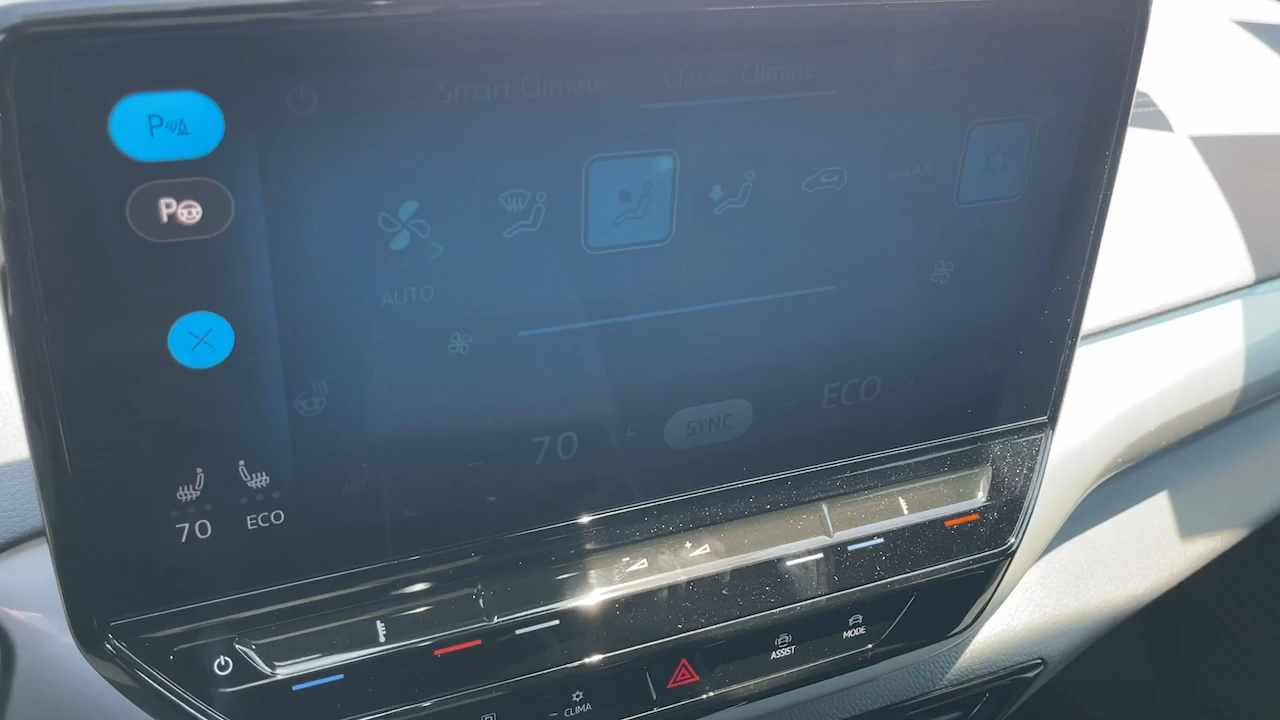 Smart Climate
Classic Climate
P
P
A/C
AUTO
ECO
SYNC
70
70
ECO
MODE
ASSIST
CLIMA
P